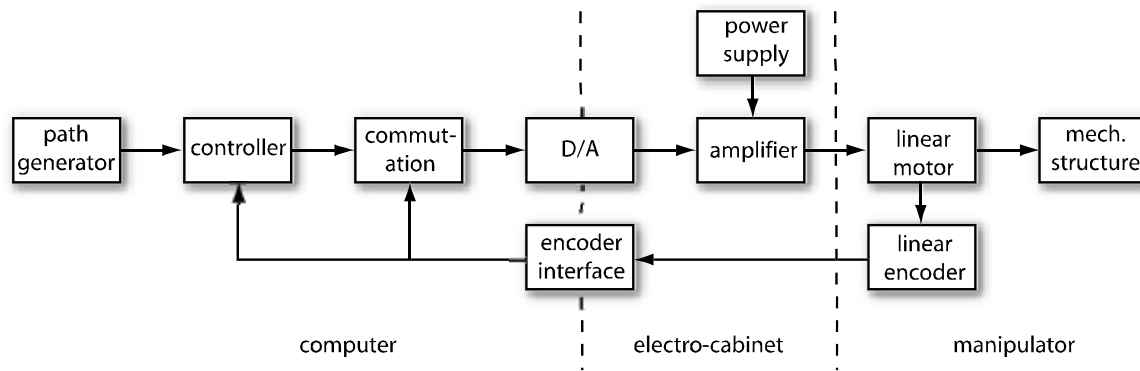 power
supply
path
generator
controller
commut-
ation
D/A
amplifier
linear
motor
mech.
structure
encoder
interface
linear
encoder
computer
electro-cabinet
manipulator